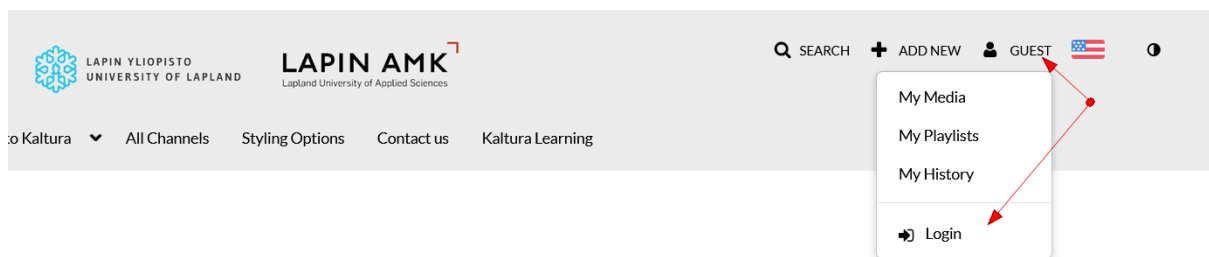 LAPIN YLIOPISTO
UNIVERSITY OF LAPLAND
LAPIN AMK
Lapland University of Applied Sciences
SEARCH ADD NEW GUEST
to Kaltura All Channels Styling Options Contact us Kaltura Learning
My Media
My Playlists
My History
Login